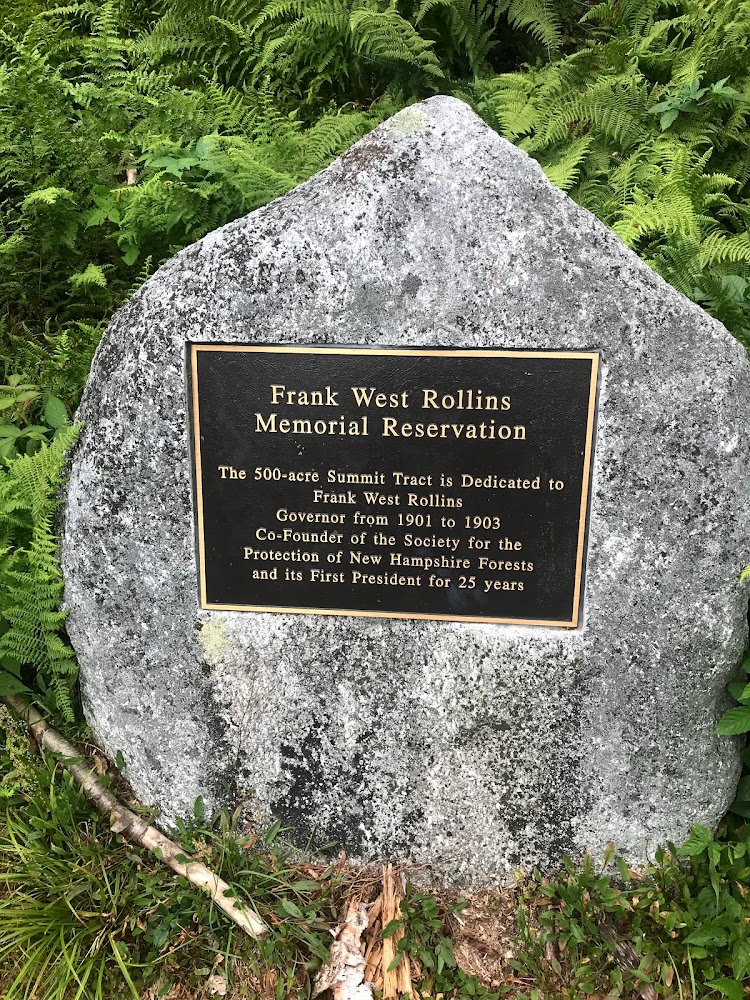 Frank West Rollins
Memorial Reservation
The 500-acre Summit Tract is Dedicated to
Frank West Rollins
Governor from 1901 to 1903
Co-Founder of the Society for the
Protection of New Hampshire Forests
and its First President for 25 years